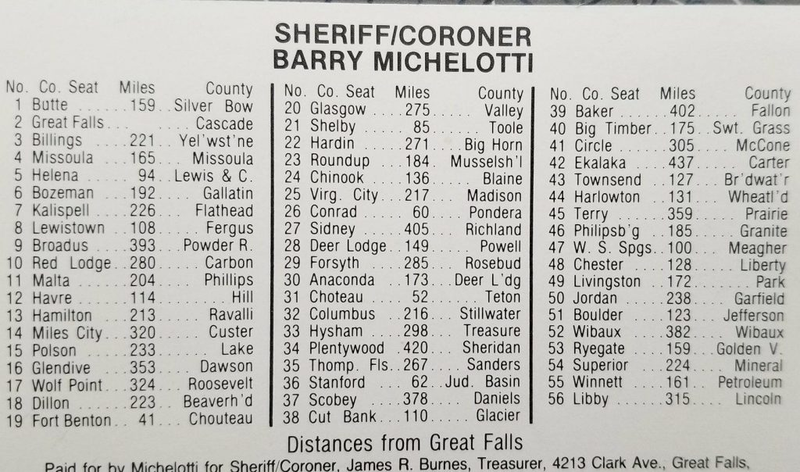 SHERIFF/CORONER
BARRY MICHELOTTI
No. Co. Seat Miles County
1 Butte ......159..Silver Bow
2 Great Falls... Cascade
3 Billings ....221..Yel'wst'ne
4 Missoula ....165..Missoula
5 Helena ......94..Lewis & C.
6 Bozeman ....192....Gallatin
7 Kalispell ....226...Flathead
8 Lewistown ..108....Fergus
9 Broadus ....393..Powder R.
10 Red Lodge..280....Carbon
11 Malta ......204...Phillips
12 Havre ......114......Hill
13 Hamilton ...213....Ravalli
14 Miles City...320....Custer
15 Polson .....233......Lake
16 Glendive ...353...Dawson
17 Wolf Point...324..Roosevelt
18 Dillon ......223..Beaverh'd
19 Fort Benton.. 41...Chouteau
No. Co. Seat Miles County
20 Glasgow ....275.....Valley
21 Shelby ..... 85.....Toole
22 Hardin .....271...Big Horn
23 Roundup ....184. Musselsh'l
24 Chinook ....136.....Blaine
25 Virg. City...217...Madison
26 Conrad ..... 60...Pondera
27 Sidney .....405...Richland
28 Deer Lodge.149....Powell
29 Forsyth ....285...Rosebud
30 Anaconda ..173..Deer L'dg
31 Choteau .... 52.....Teton
32 Columbus ..216..Stillwater
33 Hysham ....298..Treasure
34 Plentywood .420..Sheridan
35 Thomp. Fls..267...Sanders
36 Stanford ... 62..Jud. Basin
37 Scobey .....378....Daniels
38 Cut Bank...110....Glacier
No. Co. Seat Miles County
39 Baker .....402.....Fallon
40 Big Timber..175..Swt. Grass
41 Circle .....305...McCone
42 Ekalaka ...437....Carter
43 Townsend ..127..Br'dwat'r
44 Harlowton ..131..Wheatl'd
45 Terry .....359...Prairie
46 Philipsb'g ..185...Granite
47 W. S. Spgs..100..Meagher
48 Chester ....128...Liberty
49 Livingston ..172.....Park
50 Jordan .....238..Garfield
51 Boulder ....123..Jefferson
52 Wibaux ....382...Wibaux
53 Ryegate ....159..Golden V.
54 Superior ...224...Mineral
55 Winnett ....161..Petroleum
56 Libby ......315...Lincoln
Distances from Great Falls
Paid for by Michelotti for Sheriff/Coroner, James R. Burnes, Treasurer, 4213 Clark Ave., Great Falls,